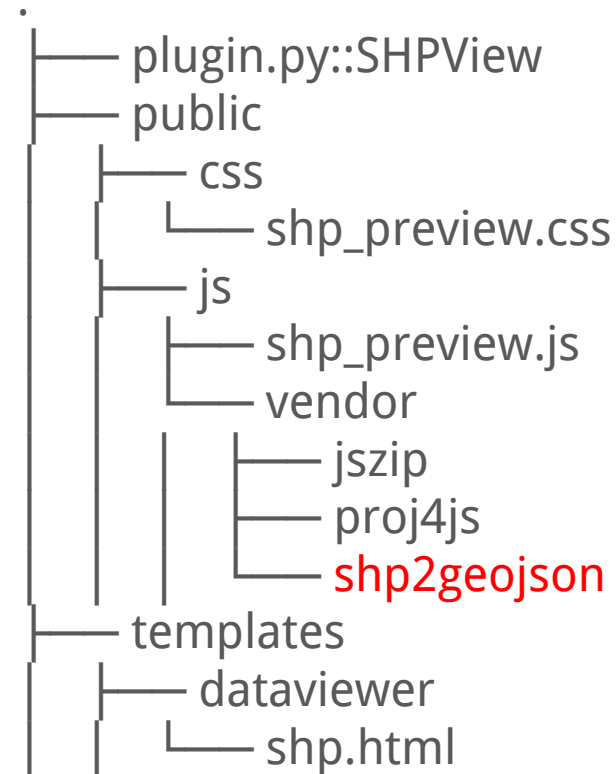 .
plugin.py::SHPView
public
css
shp_preview.css
js
shp_preview.js
vendor
jszip
proj4js
shp2geojson
templates
dataviewer
shp.html